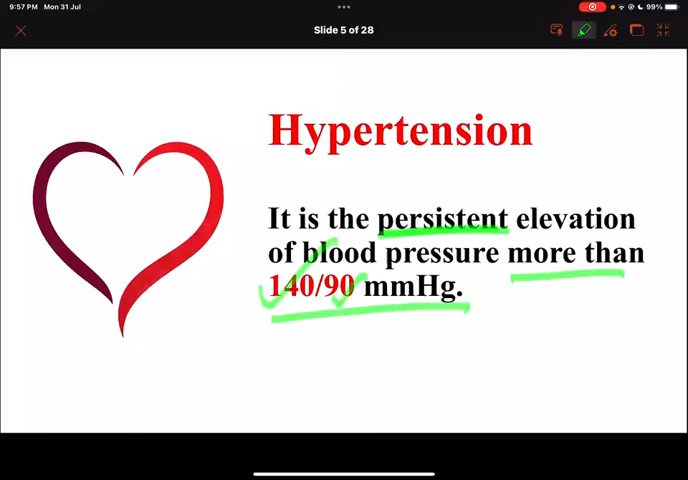 9:57 PM Mon 31 Jul
99%
Slide 5 of 28
Hypertension
It is the persistent elevation
of blood pressure more than
140/90 mmHg.